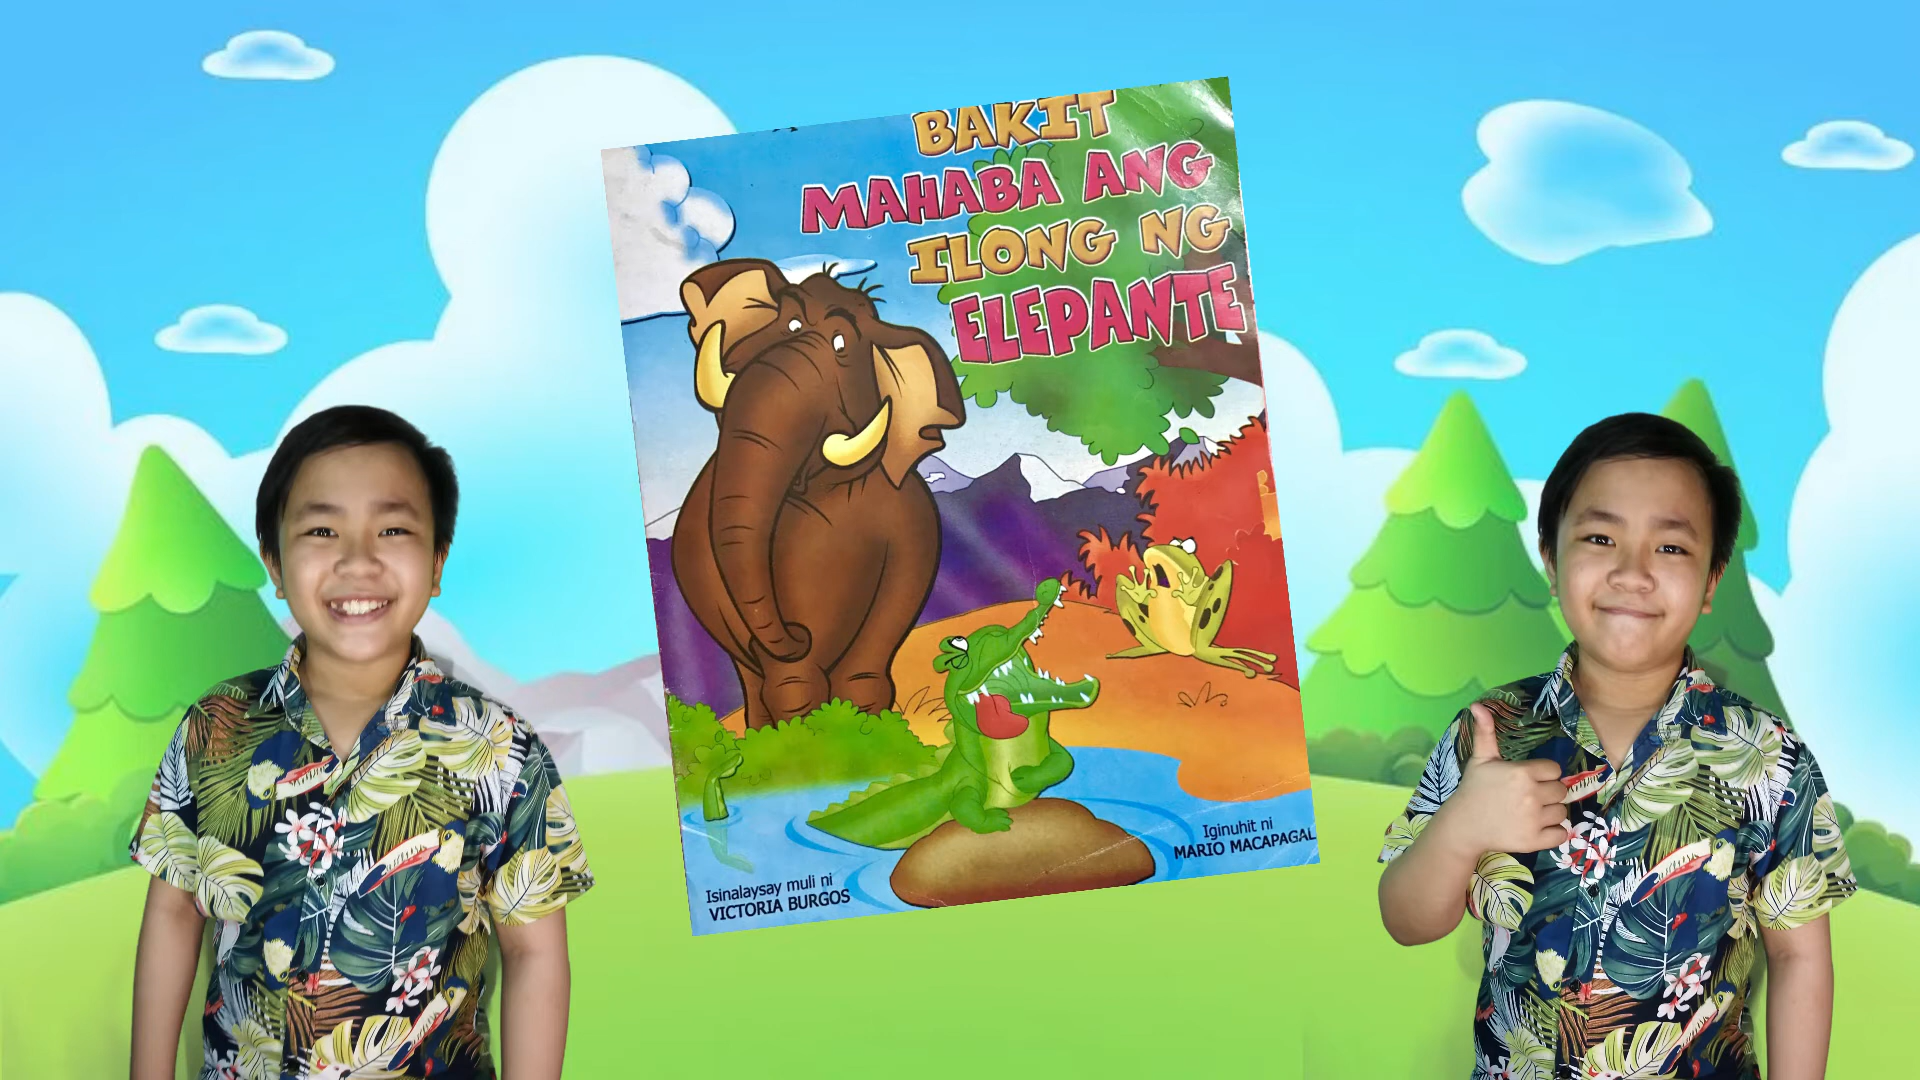 BAKIT
MAHABA ANG
ILONG NG
ELEPANTE
Iginuhit ni
MARIO MACAPAGAL
Isinalaysay muli ni
VICTORIA BURGOS